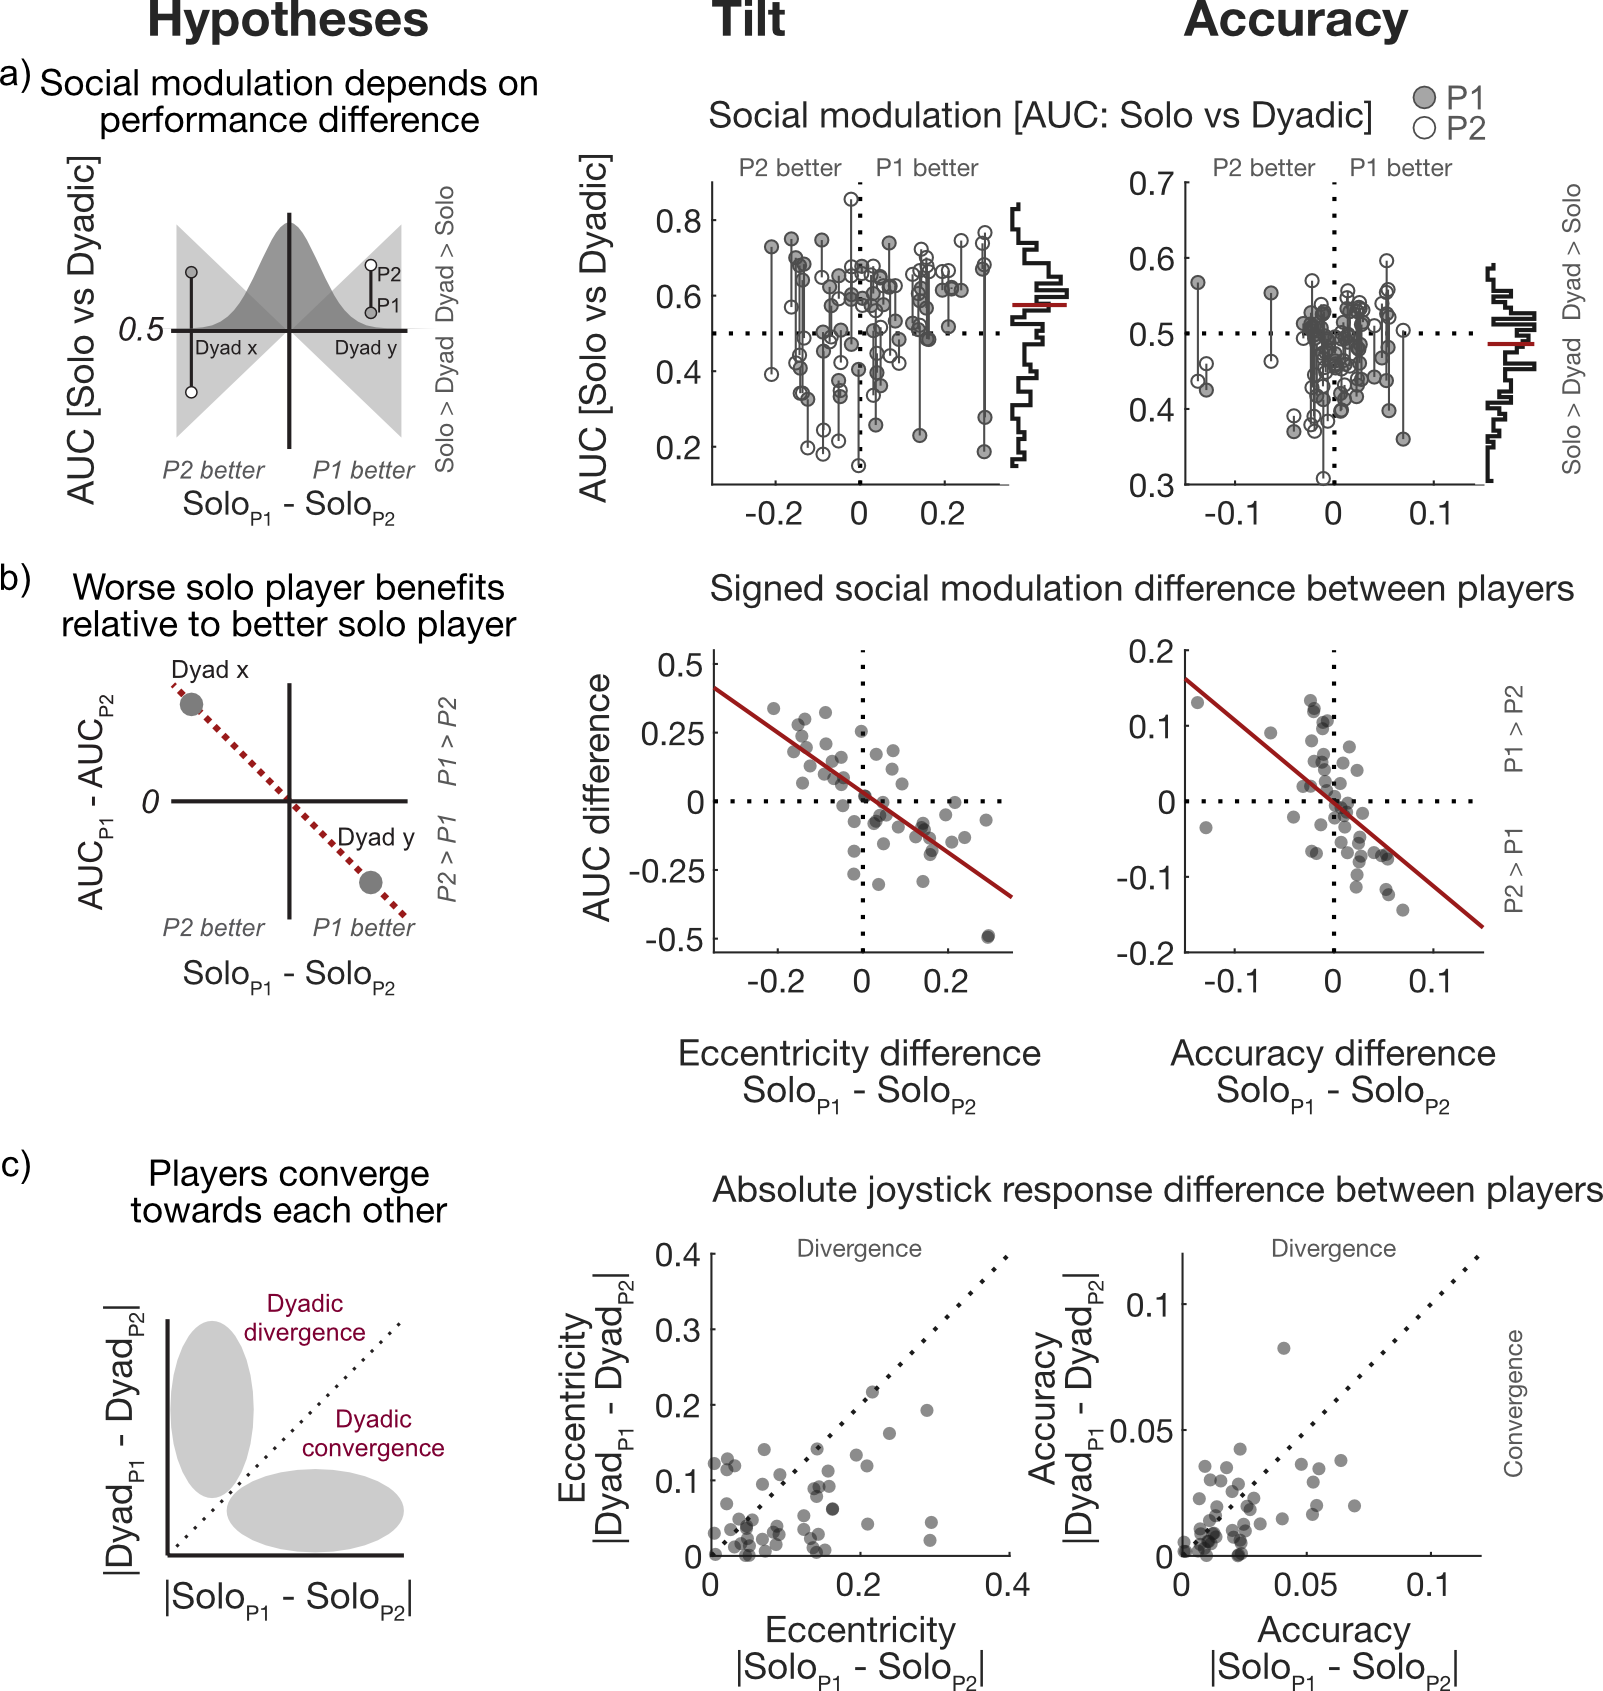 Hypotheses
Tilt
Accuracy
a)
Social modulation depends on
performance difference
AUC [Solo vs Dyadic]
0.5
Dyad x
Dyad y
P2
P1
Solo > Dyad Dyad > Solo
P2 better
P1 better
SoloP1 - SoloP2
Social modulation [AUC: Solo vs Dyadic]
P1
P2
AUC [Solo vs Dyadic]
P2 better
P1 better
0.8
0.6
0.4
0.2
-0.2
0
0.2
P2 better
P1 better
0.7
0.6
0.5
0.4
0.3
-0.1
0
0.1
Solo > Dyad Dyad > Solo
b)
Worse solo player benefits
relative to better solo player
Dyad x
AUCP1 - AUCP2
0
Dyad y
P2 > P1 P1 > P2
P2 better
P1 better
SoloP1 - SoloP2
Signed social modulation difference between players
AUC difference
0.5
0.25
0
-0.25
-0.5
-0.2
0
0.2
Eccentricity difference
SoloP1 - SoloP2
0.2
0.1
0
-0.1
-0.2
-0.1
0
0.1
P2 > P1 P1 > P2
Accuracy difference
SoloP1 - SoloP2
c)
Players converge
towards each other
Dyadic
divergence
Dyadic
convergence
|DyadP1 - DyadP2|
|SoloP1 - SoloP2|
Absolute joystick response difference between players
Divergence
Eccentricity
|DyadP1 - DyadP2|
0.4
0.3
0.2
0.1
0
0
0.2
0.4
Eccentricity
|SoloP1 - SoloP2|
Divergence
Accuracy
|DyadP1 - DyadP2|
0.1
0.05
0
0
0.05
0.1
Convergence
Accuracy
|SoloP1 - SoloP2|